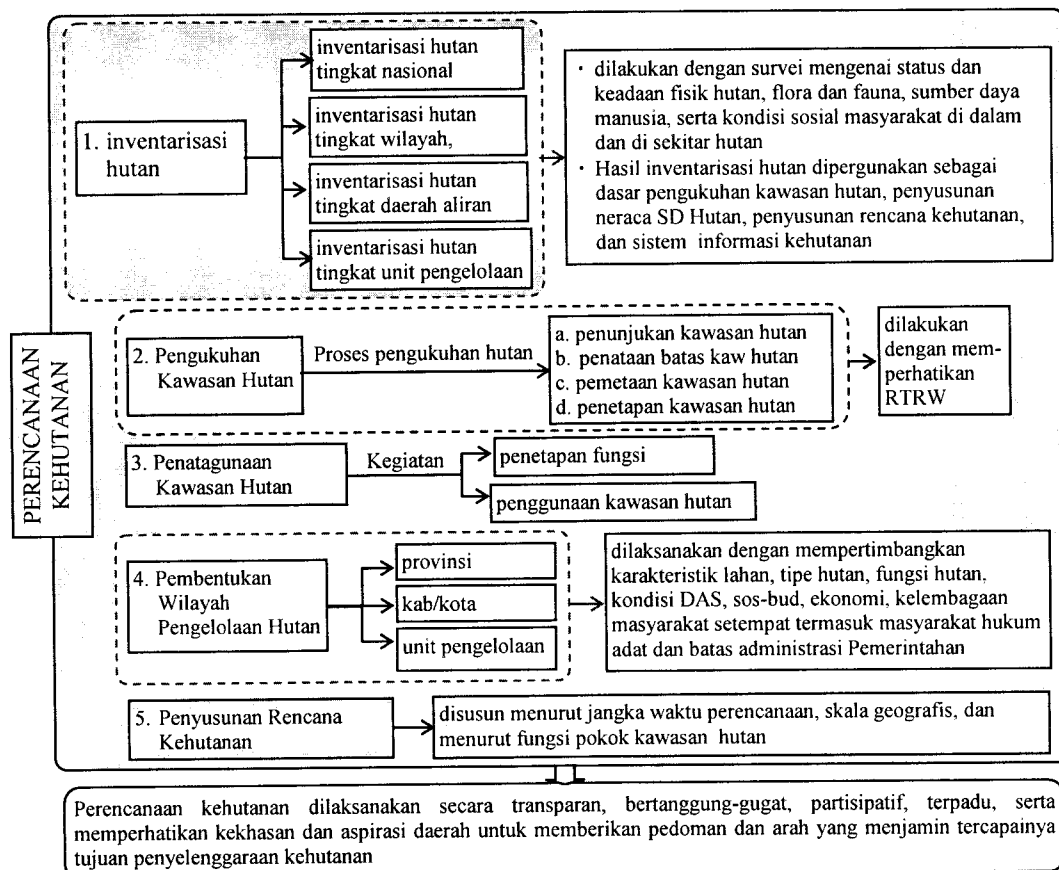 PERENCANAAN
KEHUTANAN
1. inventarisasi
hutan
inventarisasi hutan
tingkat nasional
inventarisasi hutan
tingkat wilayah,
inventarisasi hutan
tingkat daerah aliran
inventarisasi hutan
tingkat unit pengelolaan
· dilakukan dengan survei mengenai status dan
keadaan fisik hutan, flora dan fauna, sumber daya
manusia, serta kondisi sosial masyarakat di dalam
dan di sekitar hutan
· Hasil inventarisasi hutan dipergunakan sebagai
dasar pengukuhan kawasan hutan, penyusunan
neraca SD Hutan, penyusunan rencana kehutanan,
dan sistem informasi kehutanan
2. Pengukuhan
Kawasan Hutan
Proses pengukuhan hutan
a. penunjukan kawasan hutan
b. penataan batas kaw hutan
c. pemetaan kawasan hutan
d. penetapan kawasan hutan
dilakukan
dengan mem-
perhatikan
RTRW
3. Penatagunaan
Kawasan Hutan
Kegiatan
penetapan fungsi
penggunaan kawasan hutan
4. Pembentukan
Wilayah
Pengelolaan Hutan
provinsi
kab/kota
unit pengelolaan
dilaksanakan dengan mempertimbangkan
karakteristik lahan, tipe hutan, fungsi hutan,
kondisi DAS, sos-bud, ekonomi, kelembagaan
masyarakat setempat termasuk masyarakat hukum
adat dan batas administrasi Pemerintahan
5. Penyusunan Rencana
Kehutanan
disusun menurut jangka waktu perencanaan, skala geografis, dan
menurut fungsi pokok kawasan hutan
Perencanaan kehutanan dilaksanakan secara transparan, bertanggung-gugat, partisipatif, terpadu, serta
memperhatikan kekhasan dan aspirasi daerah untuk memberikan pedoman dan arah yang menjamin tercapainya
tujuan penyelenggaraan kehutanan